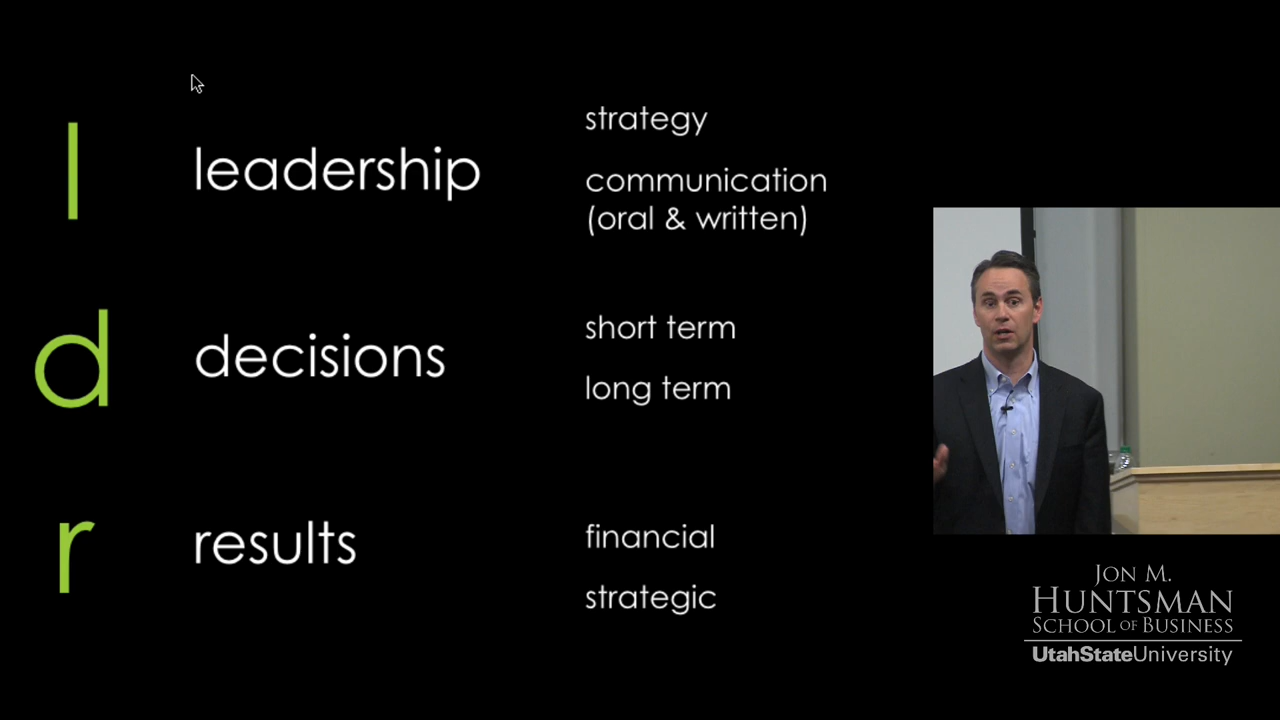 l
leadership
strategy
communication
(oral & written)
d
decisions
short term
long term
r
results
financial
strategic
JON M.
HUNTSMAN
SCHOOL OF BUSINESS
UtahStateUniversity